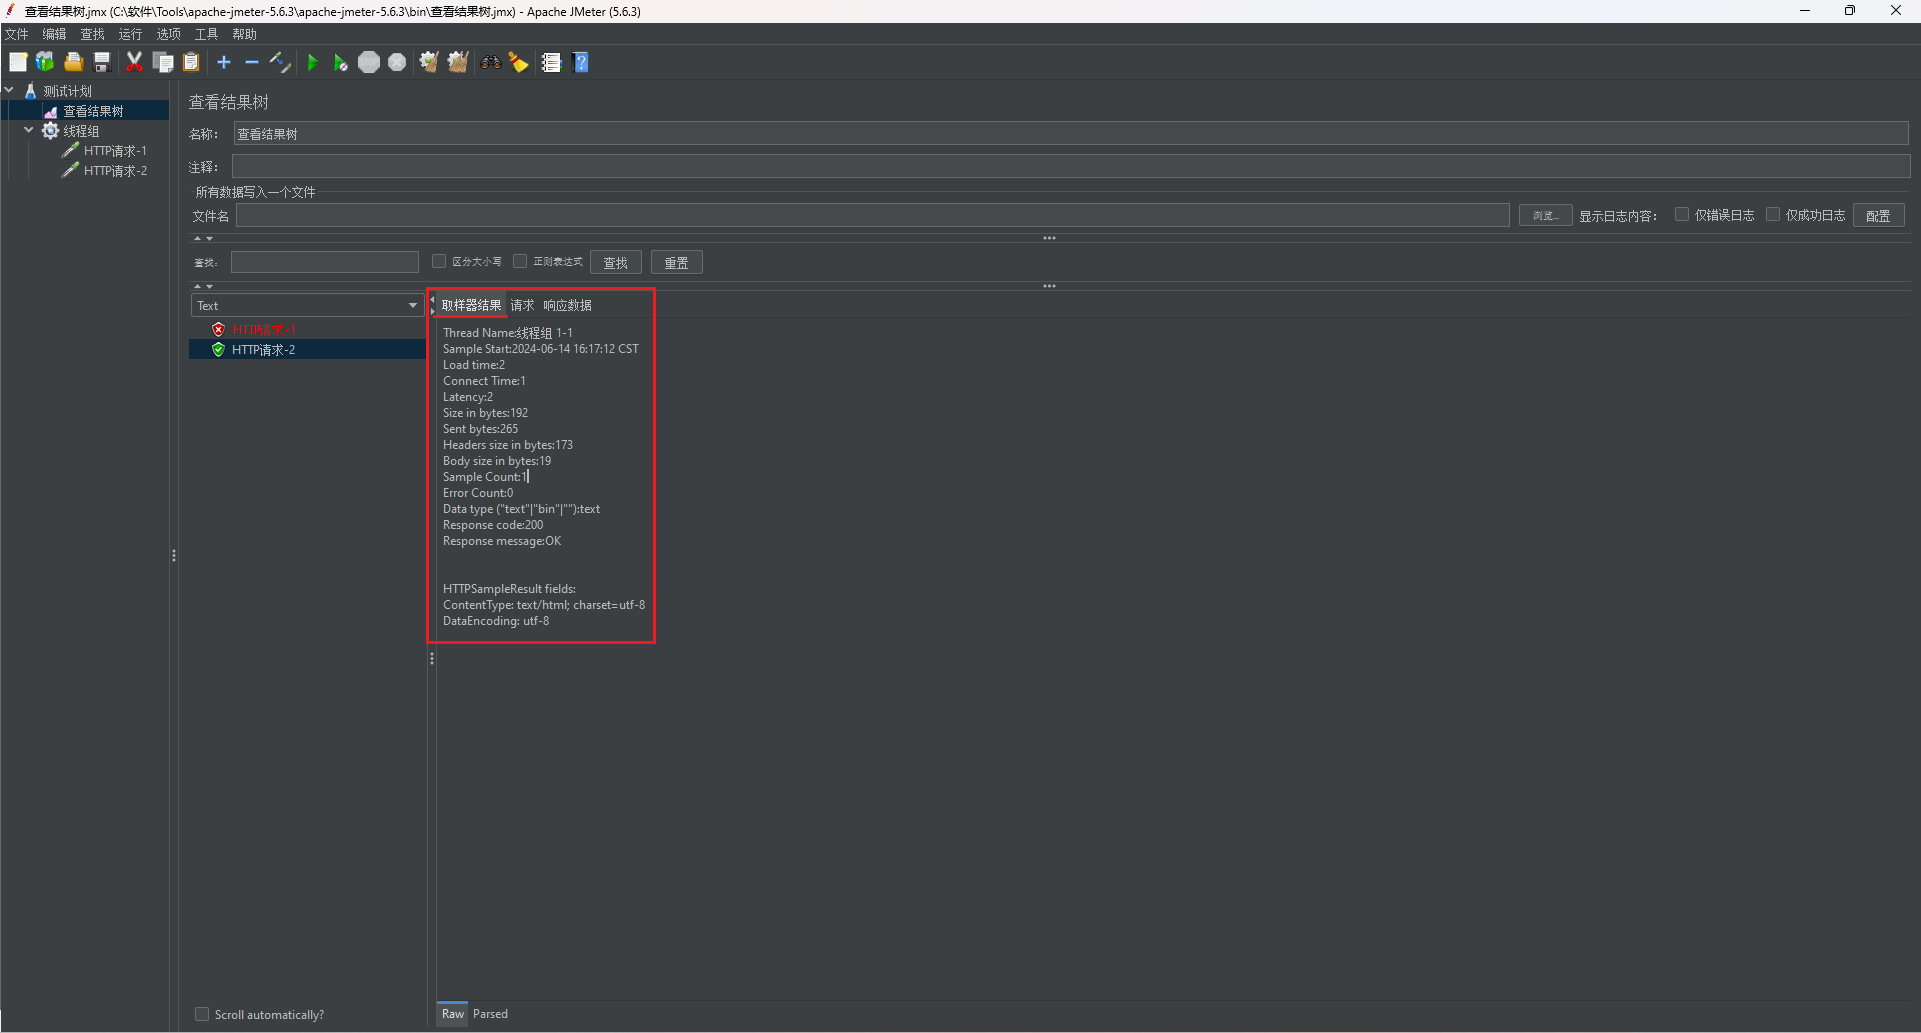 查看结果树.jmx (C:\软件\Tools\apache-jmeter-5.6.3\apache-jmeter-5.6.3\bin\查看结果树.jmx) - Apache JMeter (5.6.3)
文件 编辑 查找 运行 选项 工具 帮助
测试计划
查看结果树
线程组
HTTP请求-1
HTTP请求-2
查看结果树
名称： 查看结果树
注释：
所有数据写入一个文件
文件名 浏览... 显示日志内容： 仅错误日志 仅成功日志 配置
查找： 区分大小写 正则表达式 查找 重置
Text
HTTP请求-1
HTTP请求-2
取样器结果 请求 响应数据
Thread Name:线程组 1-1
Sample Start:2024-06-14 16:17:12 CST
Load time:2
Connect Time:1
Latency:2
Size in bytes:192
Sent bytes:265
Headers size in bytes:173
Body size in bytes:19
Sample Count:1
Error Count:0
Data type ("text"|"bin"|""):text
Response code:200
Response message:OK
HTTPSampleResult fields:
ContentType: text/html; charset=utf-8
DataEncoding: utf-8
Scroll automatically?
Raw Parsed